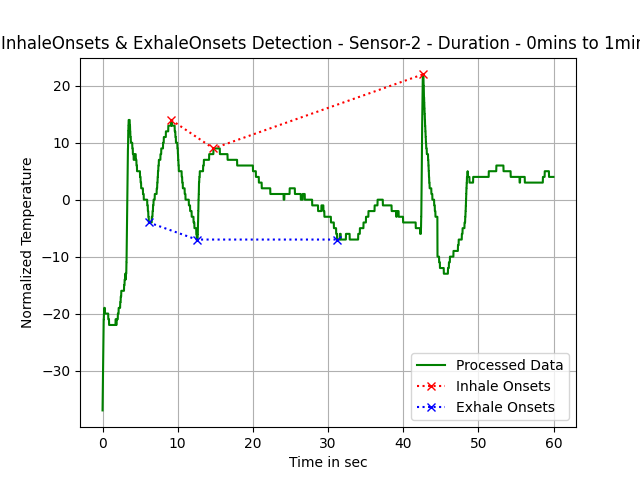 InhaleOnsets & ExhaleOnsets Detection - Sensor-2 - Duration - 0mins to 1min
Normalized Temperature
20
10
0
−10
−20
−30
0 10 20 30 40 50 60
Time in sec
Processed Data
Inhale Onsets
Exhale Onsets